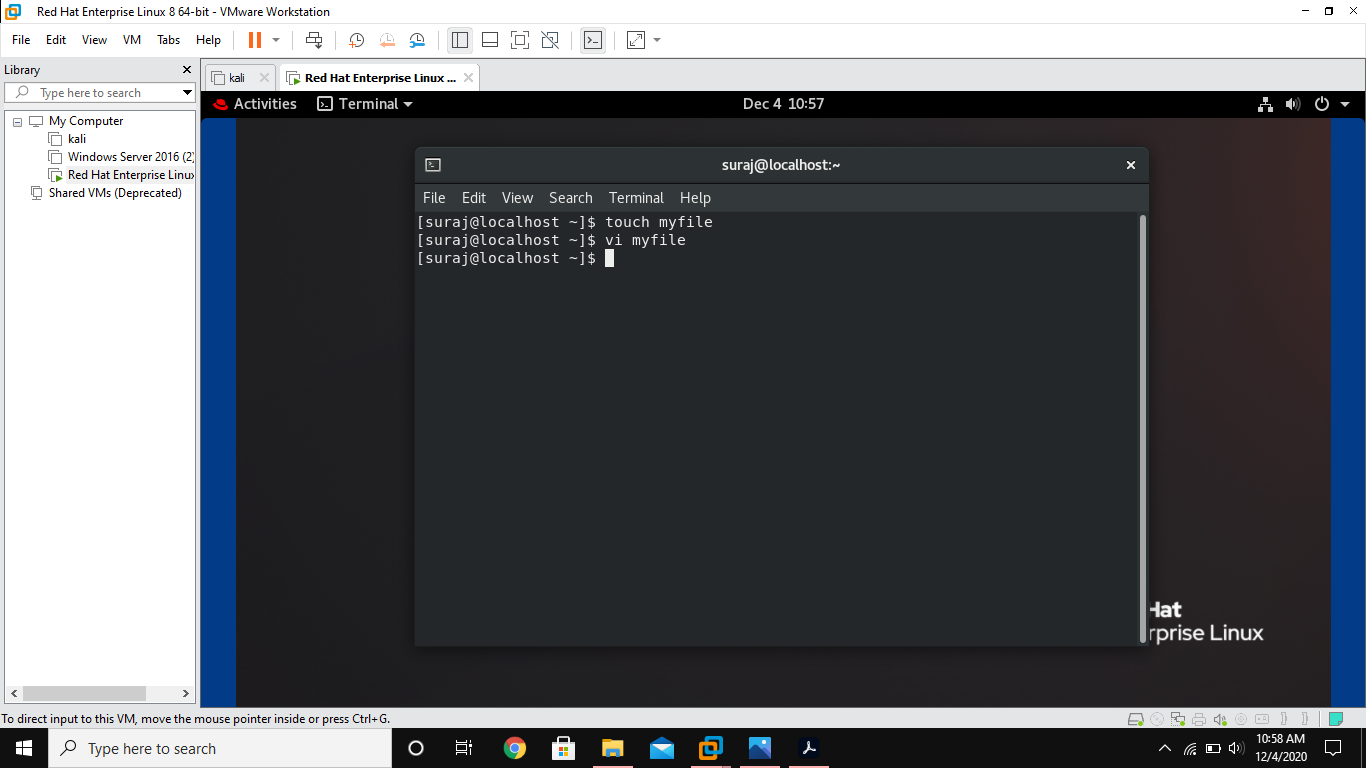 Red Hat Enterprise Linux 8 64-bit - VMware Workstation
File Edit View VM Tabs Help
Library
Type here to search
My Computer
kali
Windows Server 2016 (2)
Red Hat Enterprise Linux
Shared VMs (Deprecated)
kali
Red Hat Enterprise Linux ...
Activities Terminal Dec 4 10:57
suraj@localhost:~
File Edit View Search Terminal Help
[suraj@localhost ~]$ touch myfile
[suraj@localhost ~]$ vi myfile
[suraj@localhost ~]$
Hat
rprise Linux
To direct input to this VM, move the mouse pointer inside or press Ctrl+G.
Type here to search
10:58 AM
12/4/2020